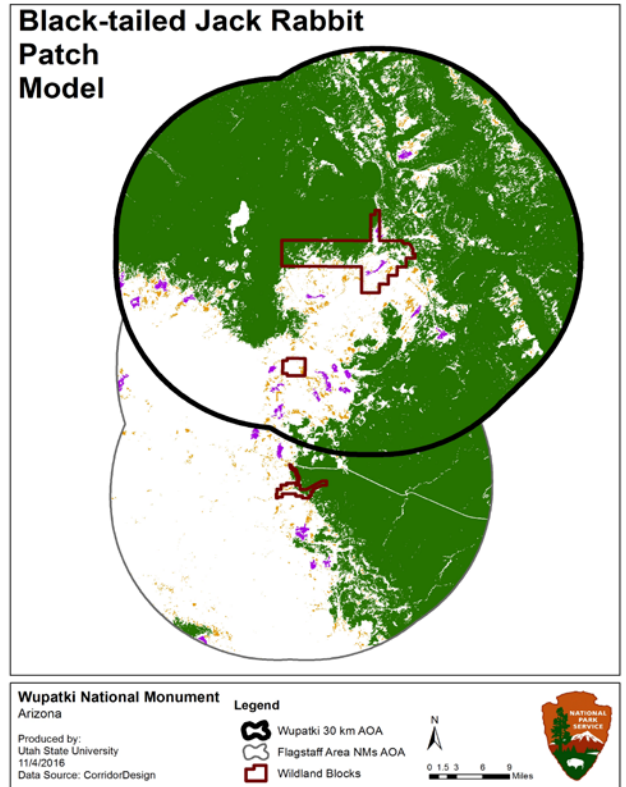 Black-tailed Jack Rabbit
Patch
Model
Wupatki National Monument
Arizona
Produced by:
Utah State University
11/4/2016
Data Source: CorridorDesign
Legend
Wupatki 30 km AOA
Flagstaff Area NMs AOA
Wildland Blocks
N
0 1.5 3 6 9
Miles
NATIONAL
PARK
SERVICE